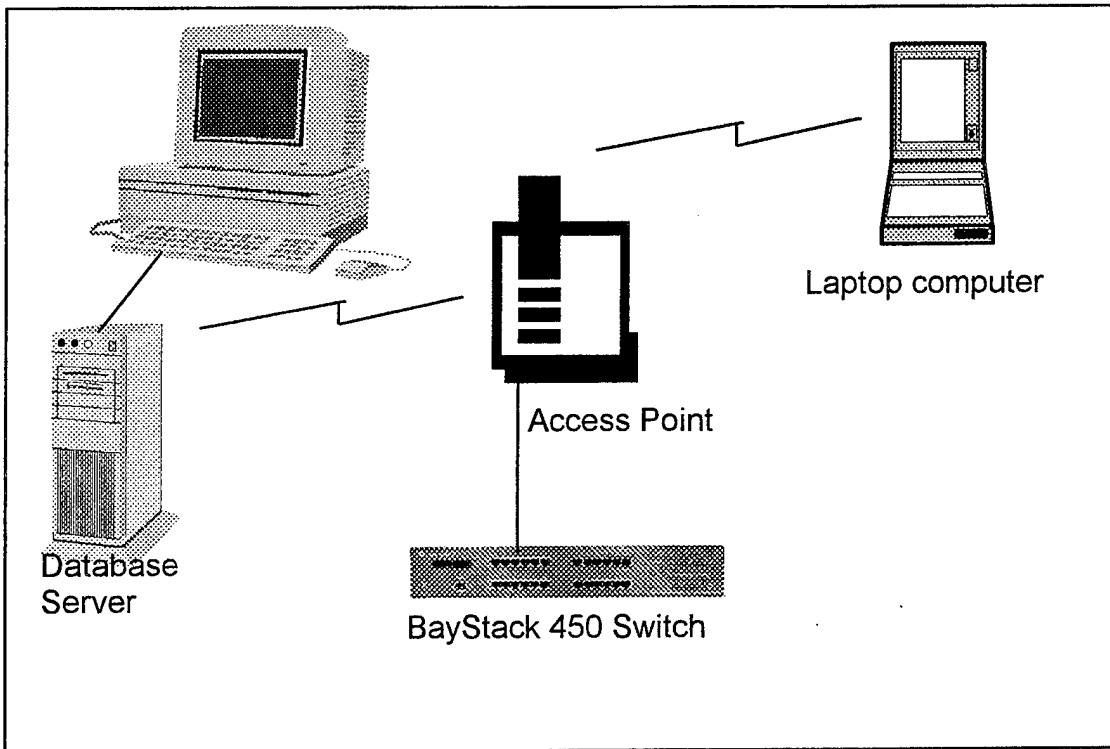 Laptop computer
Access Point
Database
Server
BayStack 450 Switch